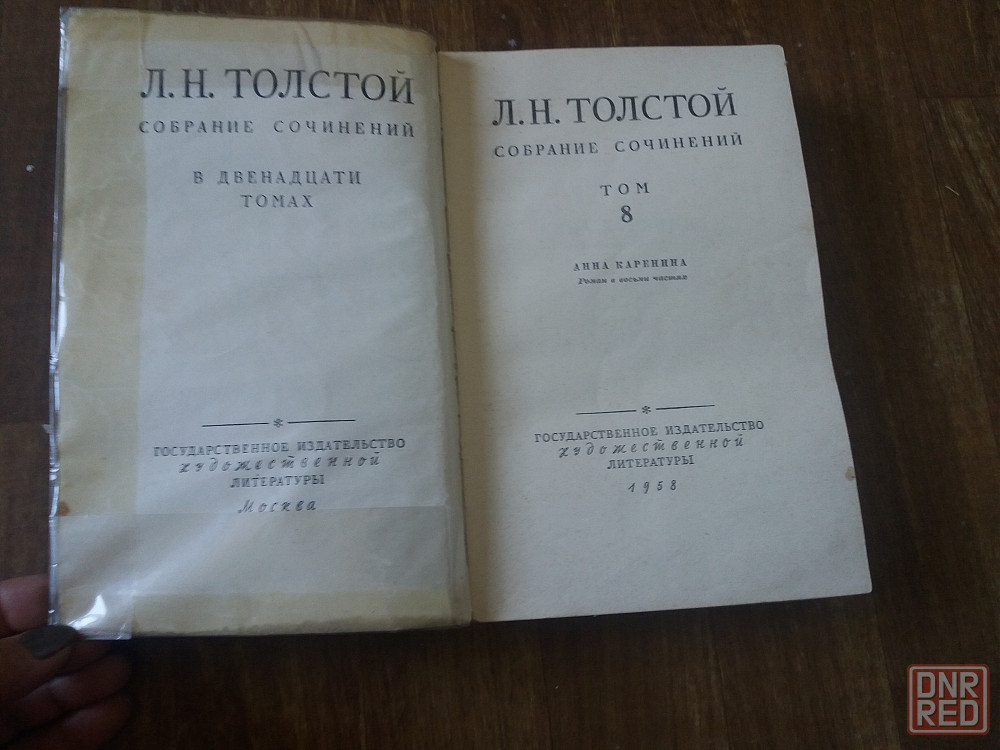 Л. Н. ТОЛСТОЙ
СОБРАНИЕ СОЧИНЕНИЙ
В ДВЕНАДЦАТИ
ТОМАХ
*
ГОСУДАРСТВЕННОЕ ИЗДАТЕЛЬСТВО
художественной
ЛИТЕРАТУРЫ
Москва
Л. Н. ТОЛСТОЙ
СОБРАНИЕ СОЧИНЕНИЙ
ТОМ
8
АННА КАРЕНИНА
Роман в восьми частях
*
ГОСУДАРСТВЕННОЕ ИЗДАТЕЛЬСТВО
художественной
ЛИТЕРАТУРЫ
1958
DNR
RED